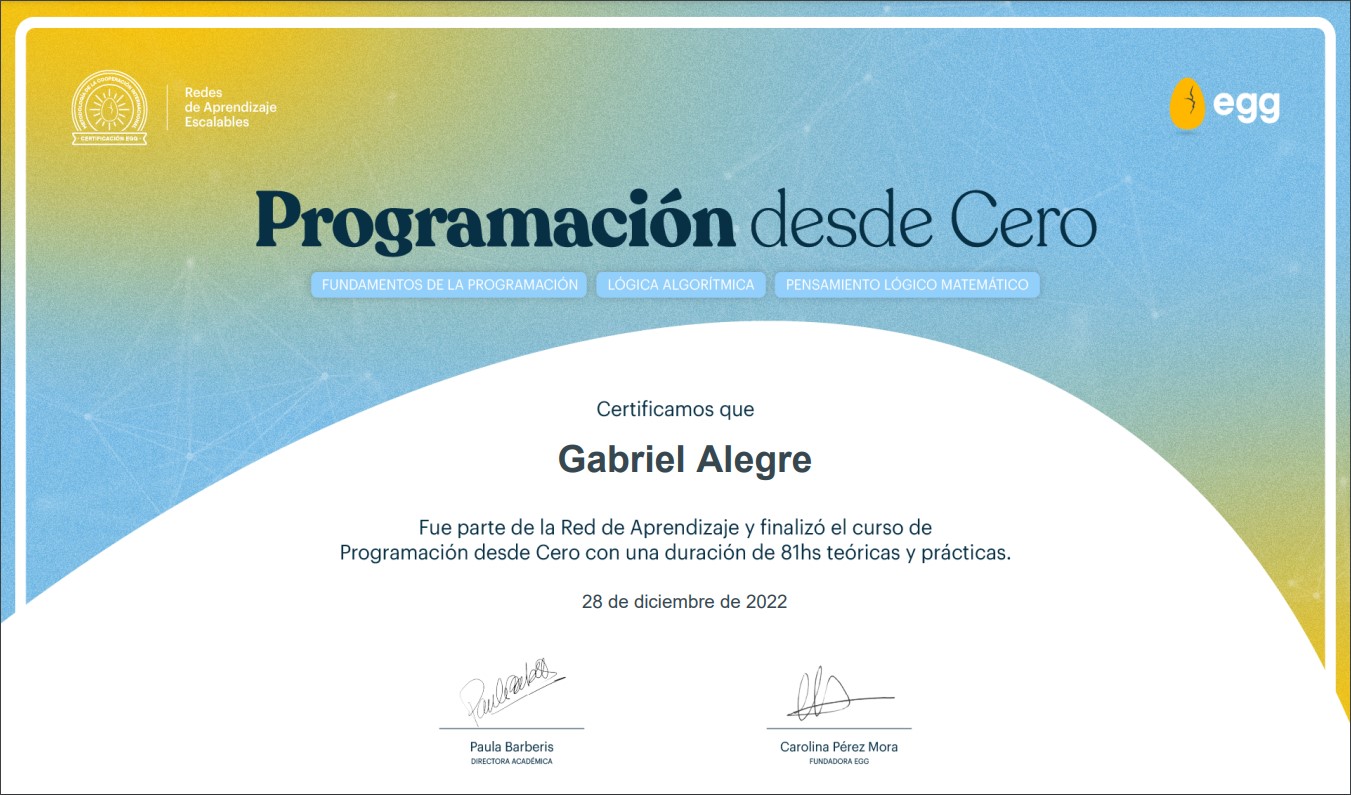 Redes
de Aprendizaje
Escalables
CERTIFICACIÓN EGG
egg
Programación desde Cero
FUNDAMENTOS DE LA PROGRAMACIÓN
LÓGICA ALGORÍTMICA
PENSAMIENTO LÓGICO MATEMÁTICO
Certificamos que
Gabriel Alegre
Fue parte de la Red de Aprendizaje y finalizó el curso de
Programación desde Cero con una duración de 81hs teóricas y prácticas.
28 de diciembre de 2022
Paula Barberis
DIRECTORA ACADÉMICA
Carolina Pérez Mora
FUNDADORA EGG